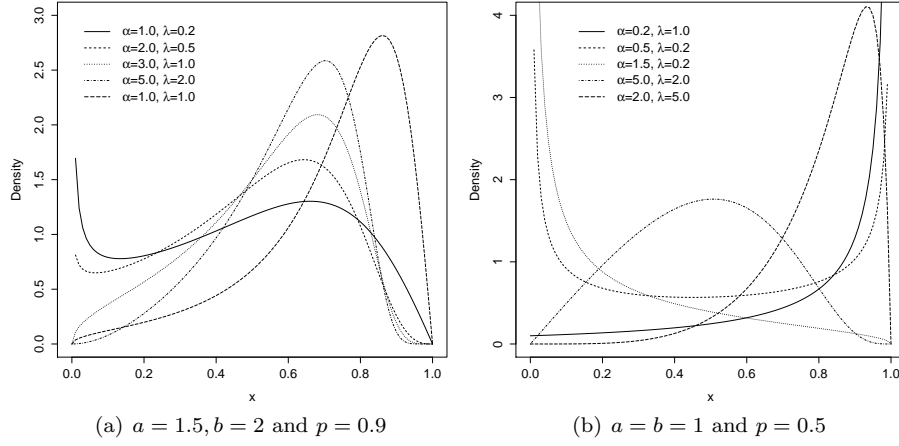 3.0
2.5
2.0
1.5
1.0
0.5
0.0
Density
α=1.0, λ=0.2
α=2.0, λ=0.5
α=3.0, λ=1.0
α=5.0, λ=2.0
α=1.0, λ=1.0
0.0 0.2 0.4 0.6 0.8 1.0
x
(a) a = 1.5, b = 2 and p = 0.9
4
3
2
1
0
Density
α=0.2, λ=1.0
α=0.5, λ=0.2
α=1.5, λ=0.2
α=5.0, λ=2.0
α=2.0, λ=5.0
0.0 0.2 0.4 0.6 0.8 1.0
x
(b) a = b = 1 and p = 0.5